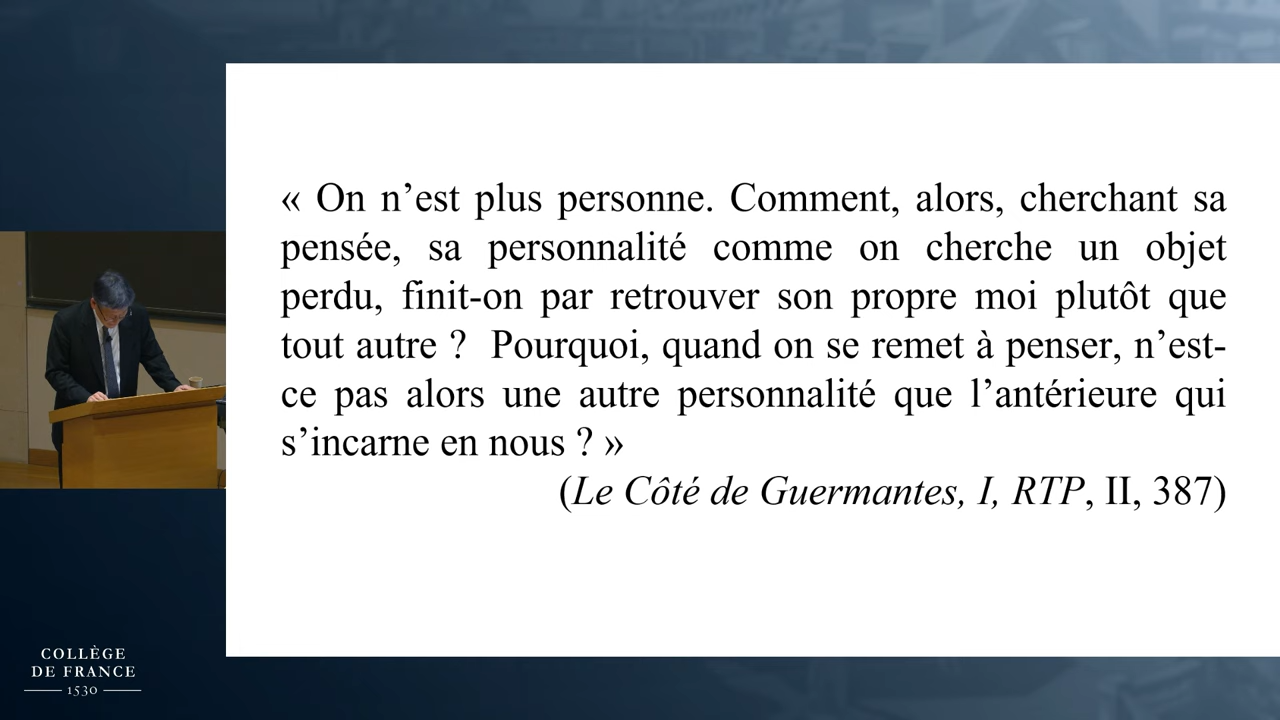 « On n’est plus personne. Comment, alors, cherchant sa
pensée, sa personnalité comme on cherche un objet
perdu, finit-on par retrouver son propre moi plutôt que
tout autre ?  Pourquoi, quand on se remet à penser, n’est-
ce pas alors une autre personnalité que l’antérieure qui
s’incarne en nous ? »
(Le Côté de Guermantes, I, RTP, II, 387)
COLLÈGE
DE FRANCE
1530